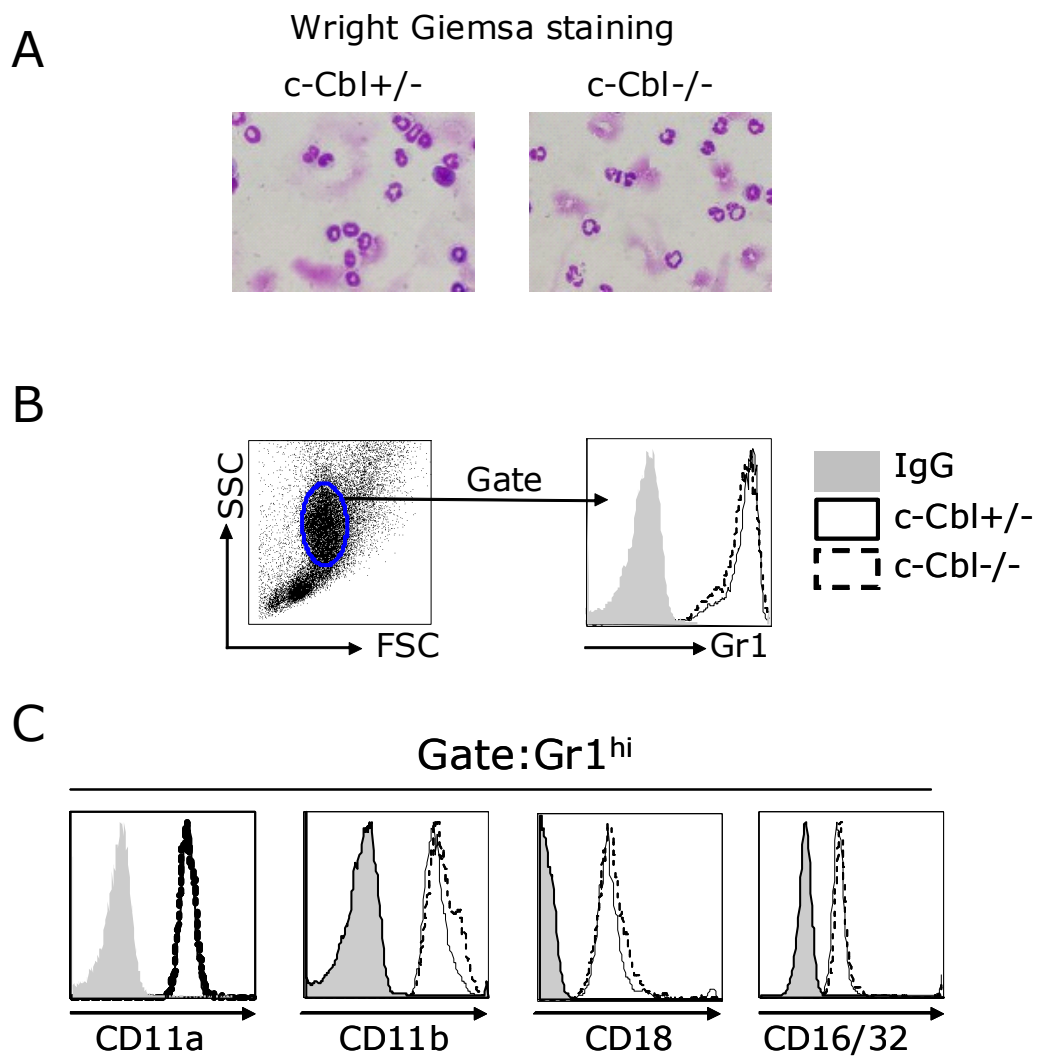 A
Wright Giemsa staining
c-Cbl+/-
c-Cbl-/-
B
SSC
FSC
Gate
Gr1
IgG
c-Cbl+/-
c-Cbl-/-
C
Gate:Gr1hi
CD11a
CD11b
CD18
CD16/32